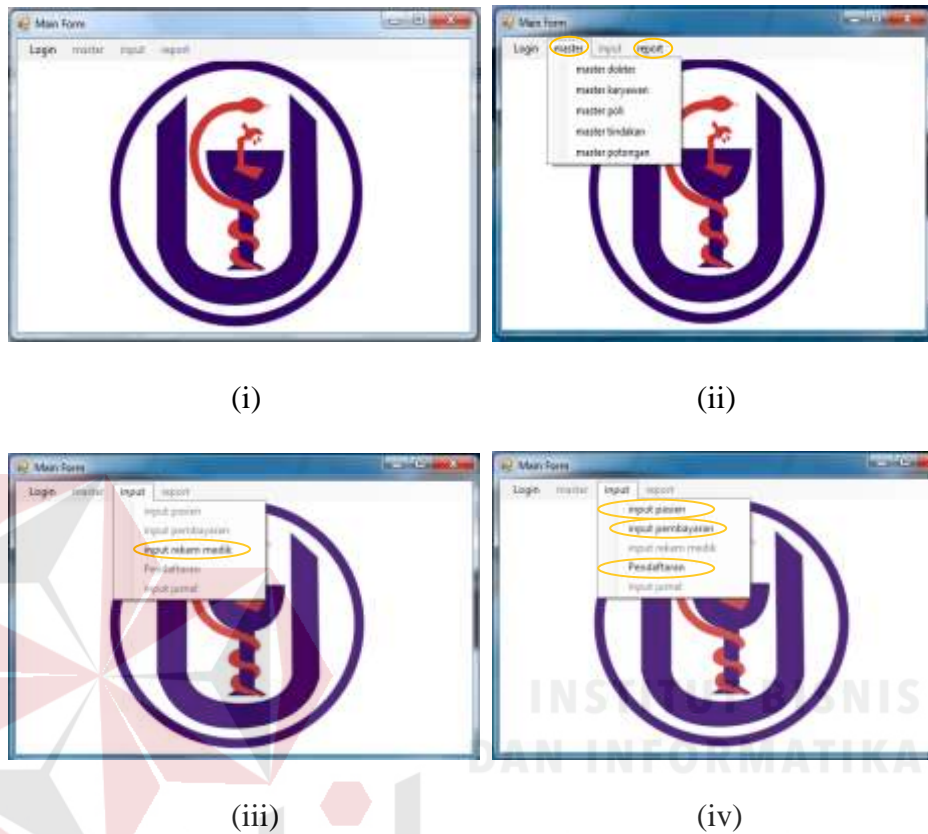 Main Form
Login master input report
(i)
Main Form
Login master input report
master dokter
master karyawan
master poli
master tindakan
master potongan
(ii)
Main Form
Login master input report
input pasien
input pembayaran
input rekam medik
Pendaftaran
input jurnal
(iii)
Main Form
Login master input report
input pasien
input pembayaran
input rekam medik
Pendaftaran
input jurnal
(iv)
INSTITUT BISNIS
DAN INFORMATIKA